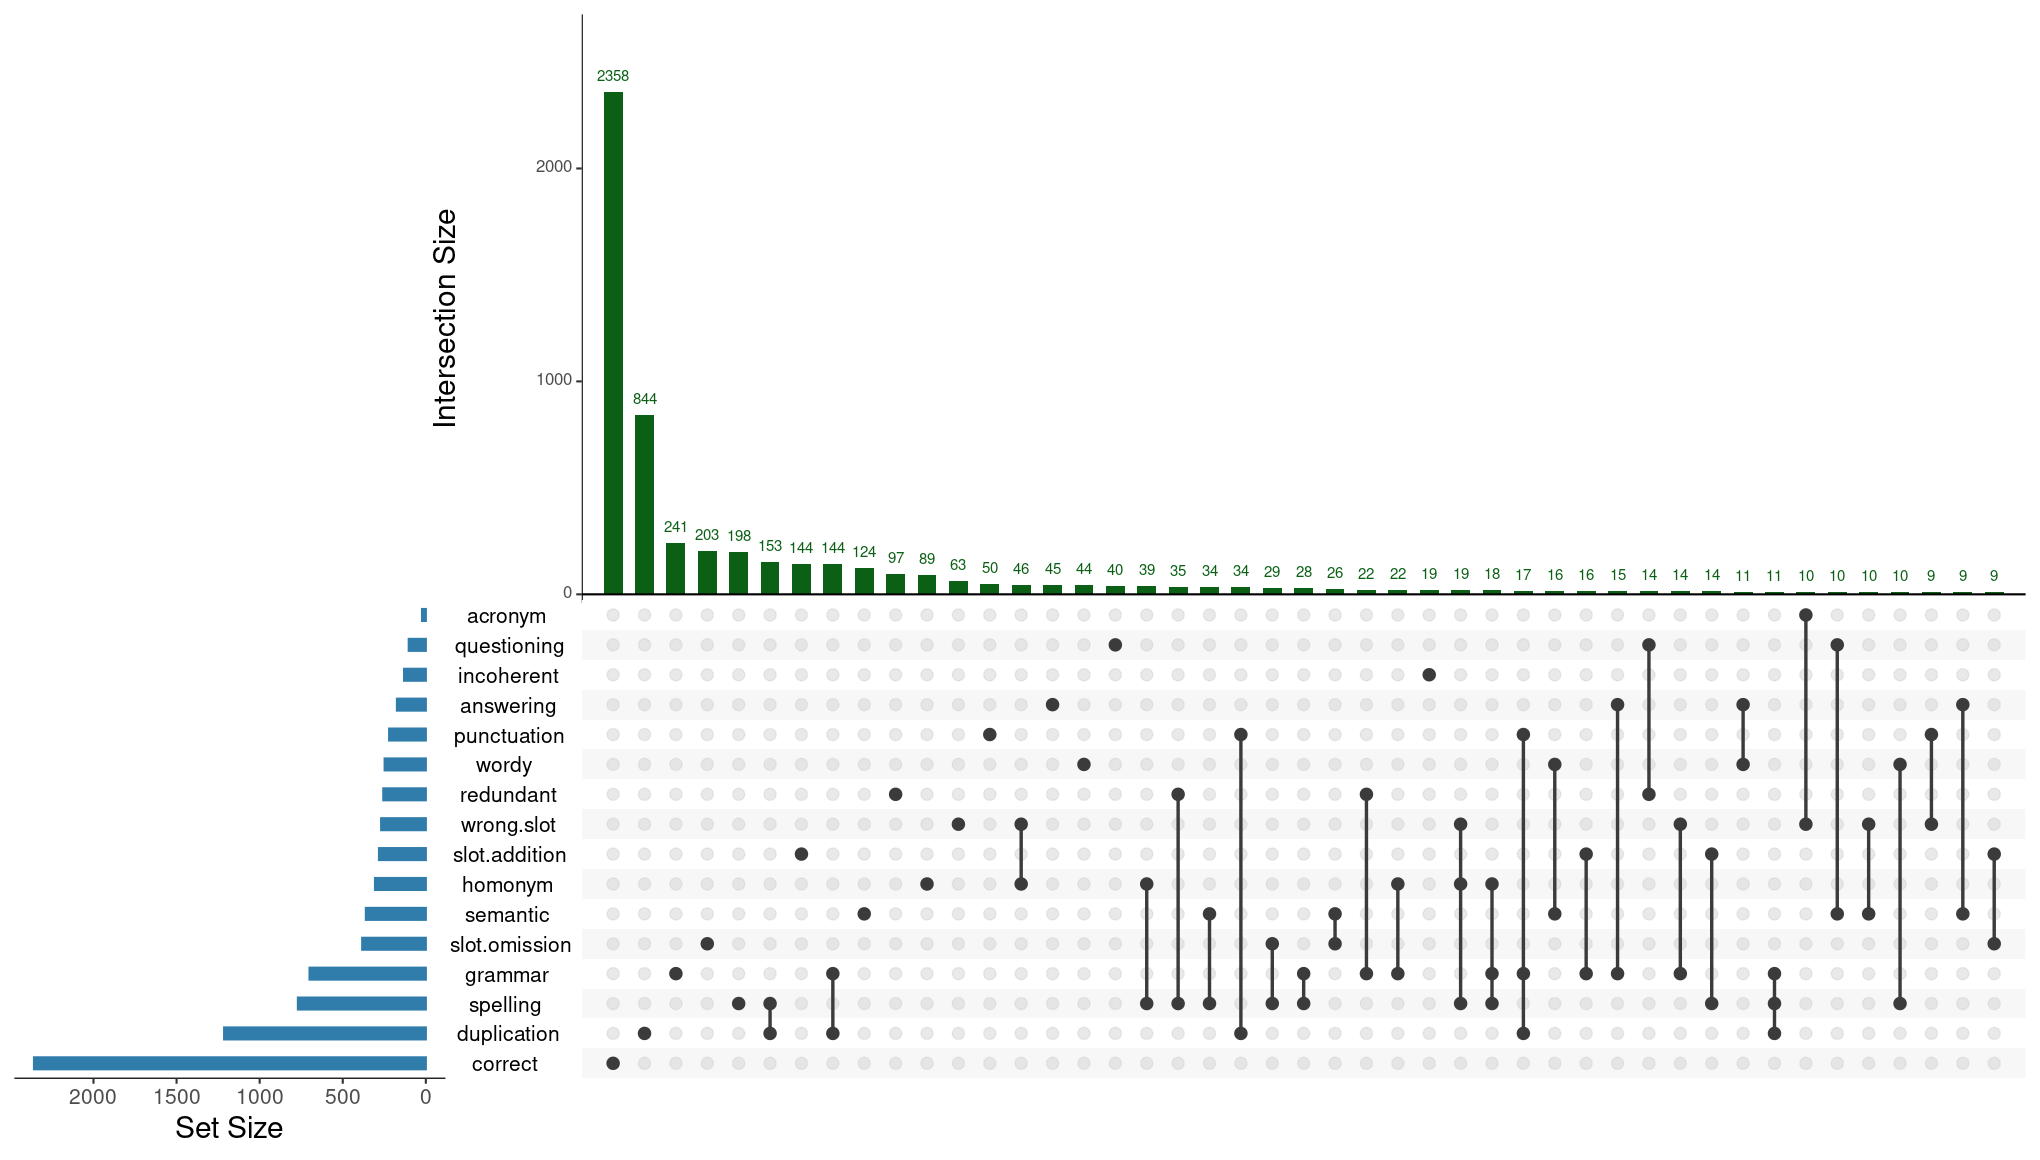 2358
844
241 203 198 153 144 144 124 97 89 63 50 46 45 44 40 39 35 34 34 29 28 26 22 22 19 19 18 17 16 16 15 14 14 14 11 11 10 10 10 10 9 9 9
2000
1000
0
Intersection Size
acronym
questioning
incoherent
answering
punctuation
wordy
redundant
wrong.slot
slot.addition
homonym
semantic
slot.omission
grammar
spelling
duplication
correct
2000 1500 1000 500 0
Set Size